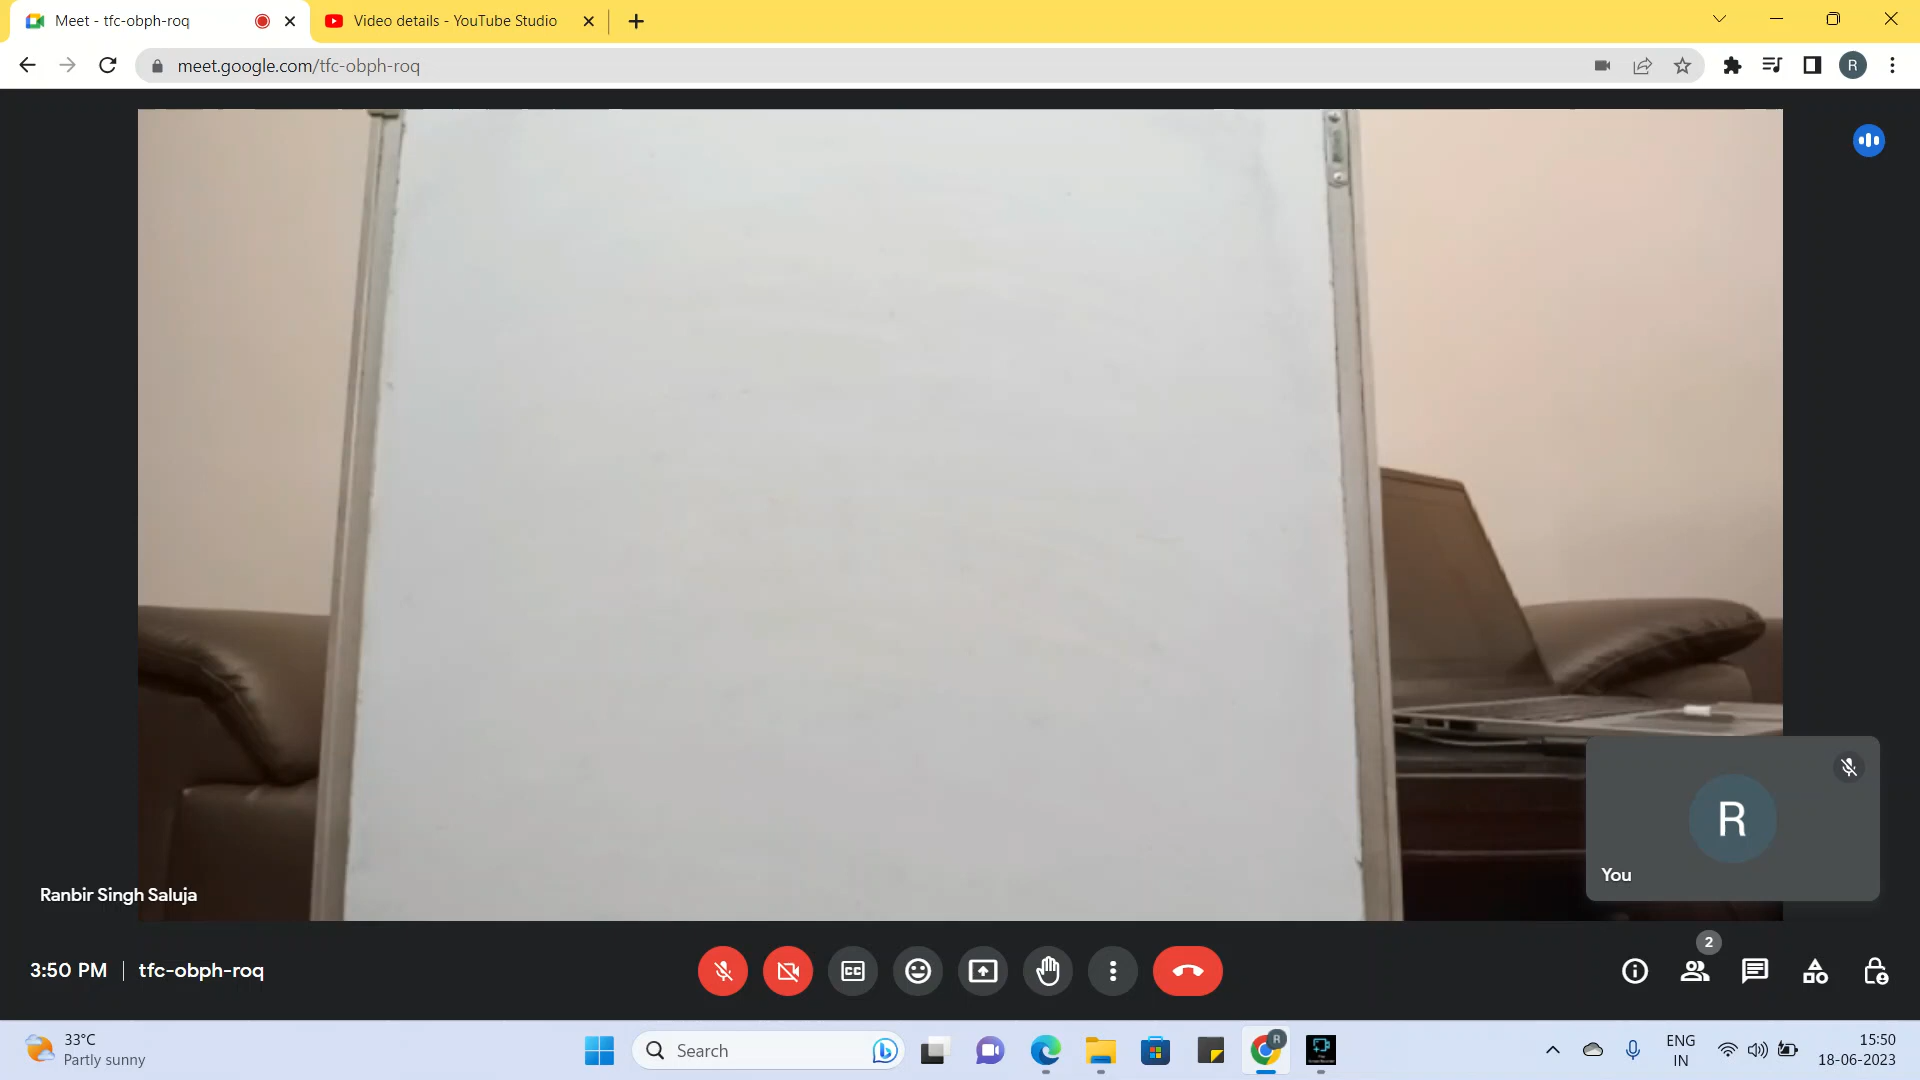 Meet - tfc-obph-roq
Video details - YouTube Studio
meet.google.com/tfc-obph-roq
R
Ranbir Singh Saluja
R
You
3:50 PM | tfc-obph-roq
CC
2
33°C
Partly sunny
Search
R
ENG
IN
15:50
18-06-2023